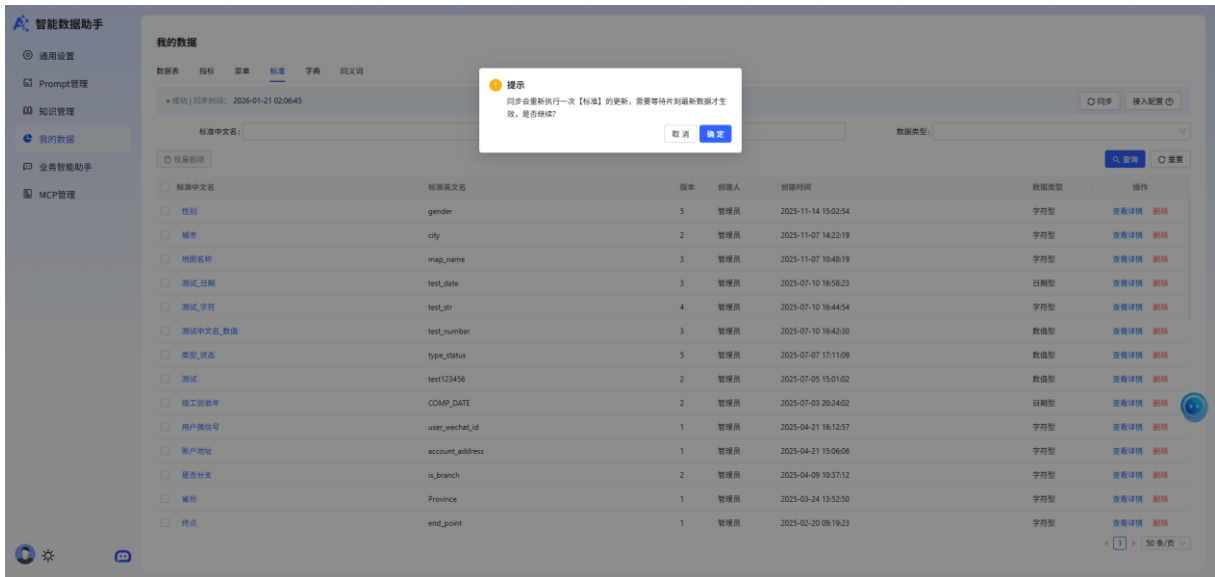 智能数据助手
通用设置
Prompt管理
知识管理
我的数据
业务智能助手
MCP管理
我的数据
数据表 指标 菜单 标准 字典 同义词
成功 | 同步时间: 2026-01-21 02:06:45
同步 接入配置
提示
同步会重新执行一次【标准】的更新，需要等待片刻最新数据才生
效，是否继续?
取 消 确 定
标准中文名: 数据类型:
批量删除 查询 重置
标准中文名 标准英文名 版本 创建人 创建时间 数据类型 操作
性别 gender 5 管理员 2025-11-14 15:02:54 字符型 查看详情 删除
城市 city 2 管理员 2025-11-07 14:22:19 字符型 查看详情 删除
地图名称 map_name 3 管理员 2025-11-07 10:48:19 字符型 查看详情 删除
测试_日期 test_date 3 管理员 2025-07-10 16:58:23 日期型 查看详情 删除
测试_字符 test_str 4 管理员 2025-07-10 16:44:54 字符型 查看详情 删除
测试中文名_数值 test_number 3 管理员 2025-07-10 16:42:30 数值型 查看详情 删除
类型_状态 type_status 5 管理员 2025-07-07 17:11:09 数值型 查看详情 删除
测试 test123456 2 管理员 2025-07-05 15:01:02 数值型 查看详情 删除
竣工验收年 COMP_DATE 2 管理员 2025-07-03 20:24:02 日期型 查看详情 删除
用户微信号 user_wechat_id 1 管理员 2025-04-21 16:12:57 字符型 查看详情 删除
账户地址 account_address 1 管理员 2025-04-21 15:06:06 字符型 查看详情 删除
是否分支 is_branch 2 管理员 2025-04-09 10:37:12 字符型 查看详情 删除
省份 Province 1 管理员 2025-03-24 13:52:50 字符型 查看详情 删除
终点 end_point 1 管理员 2025-02-20 09:19:23 字符型 查看详情 删除
< 1 > 50 条/页